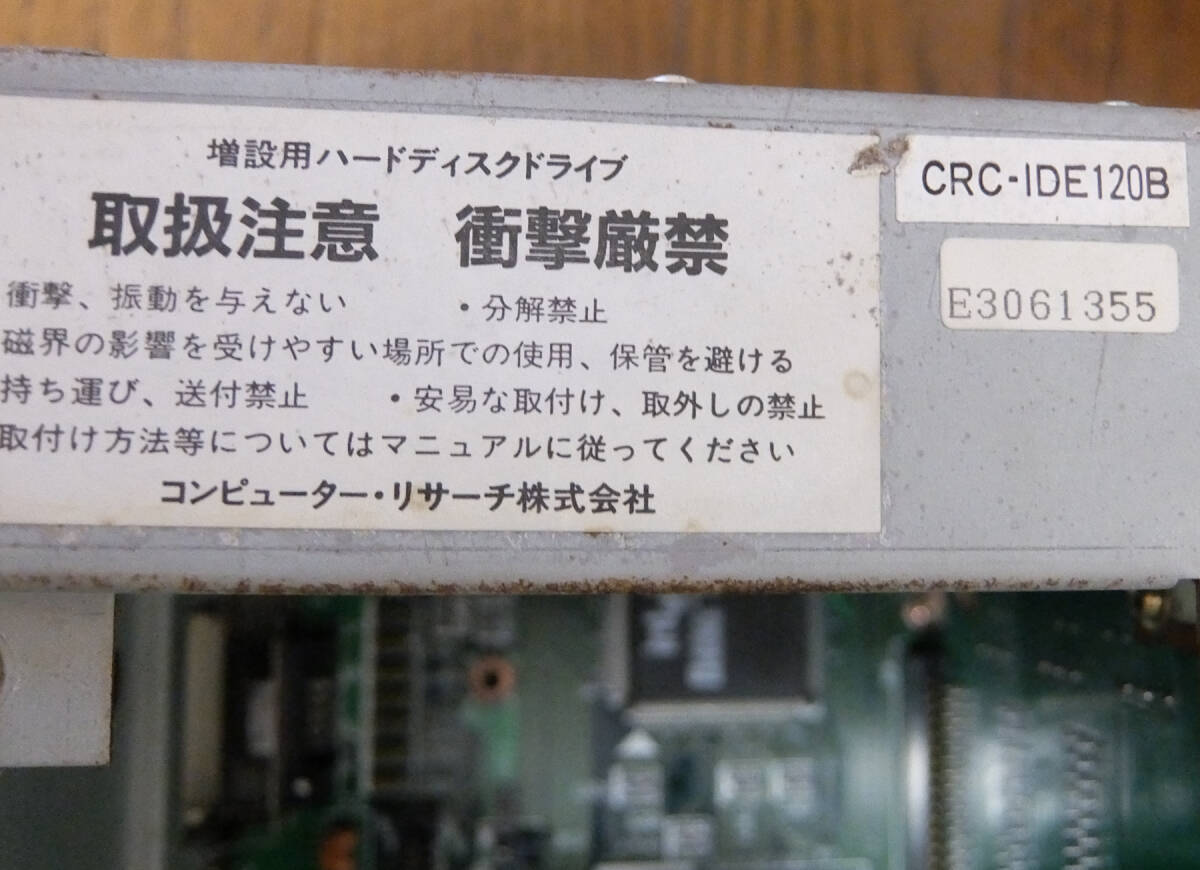 増設用ハードディスクドライブ
取扱注意 衝撃厳禁
衝撃、振動を与えない ・分解禁止
磁界の影響を受けやすい場所での使用、保管を避ける
持ち運び、送付禁止 ・安易な取付け、取外しの禁止
取付け方法等についてはマニュアルに従ってください
コンピューター・リサーチ株式会社
CRC-IDE120B
E3061355